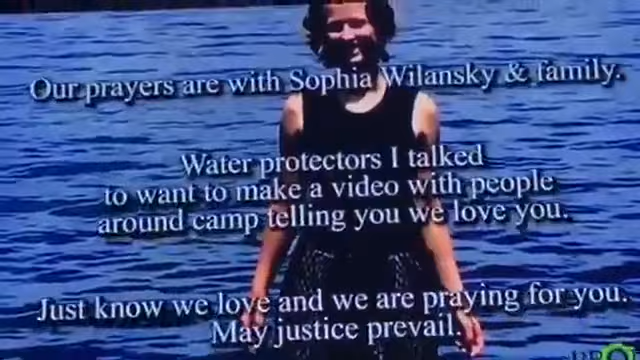 Our prayers are with Sophia Wilansky & family.
Water protectors I talked
to want to make a video with people
around camp telling you we love you.
Just know we love and we are praying for you.
May justice prevail.